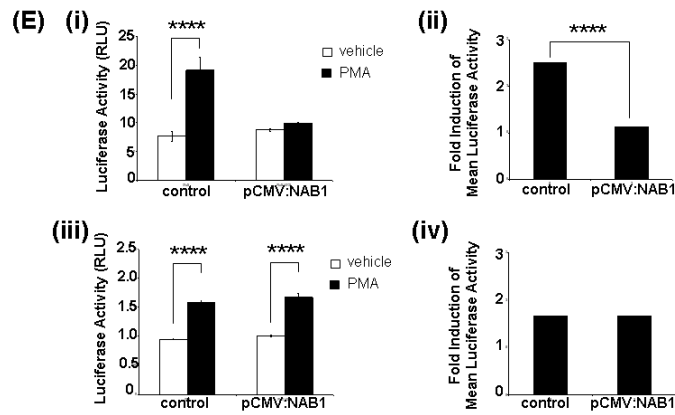 (E) (i)
Luciferase Activity (RLU)
25
20
15
10
5
0
****
vehicle
PMA
control
pCMV:NAB1
(ii)
Fold Induction of
Mean Luciferase Activity
3
2
1
0
****
control
pCMV:NAB1
(iii)
Luciferase Activity (RLU)
2.5
2.0
1.5
1.0
0.5
0
****
****
vehicle
PMA
control
pCMV:NAB1
(iv)
Fold Induction of
Mean Luciferase Activity
3
2
1
0
control
pCMV:NAB1